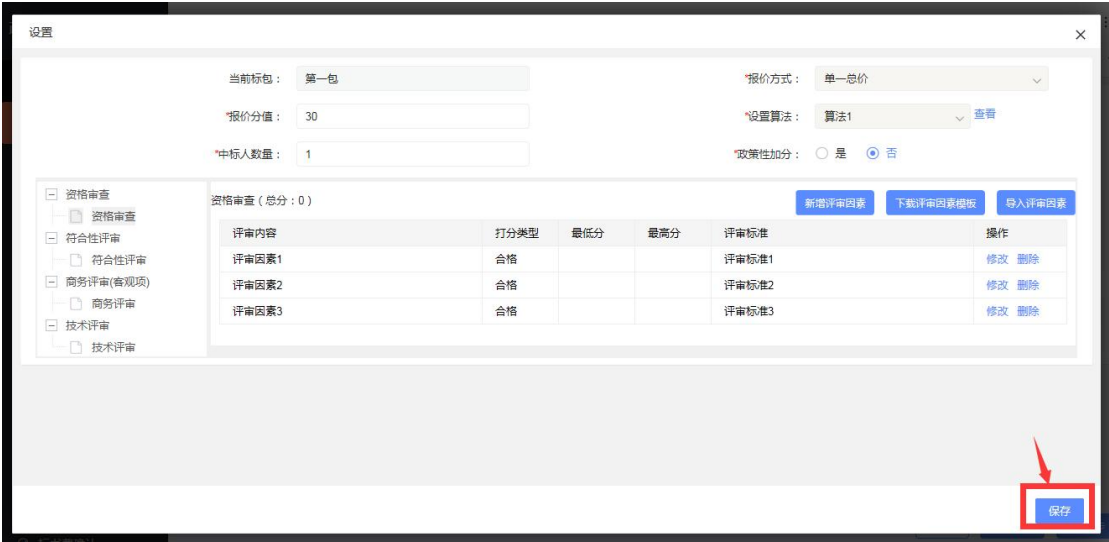 设置
当前标包： 第一包 *报价方式： 单一总价
*报价分值： 30 *设置算法： 算法1 查看
*中标人数量： 1 *政策性加分： 是 否
资格审查
资格审查
符合性评审
符合性评审
商务评审(客观项)
商务评审
技术评审
技术评审
资格审查（总分：0） 新增评审因素 下载评审因素模板 导入评审因素
评审内容 打分类型 最低分 最高分 评审标准 操作
评审因素1 合格 评审标准1 修改 删除
评审因素2 合格 评审标准2 修改 删除
评审因素3 合格 评审标准3 修改 删除
保存